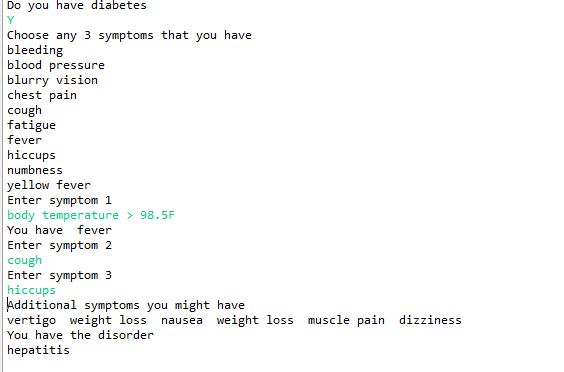 Do you have diabetes
Y
Choose any 3 symptoms that you have
bleeding
blood pressure
blurry vision
chest pain
cough
fatigue
fever
hiccups
numbness
yellow fever
Enter symptom 1
body temperature > 98.5F
You have  fever
Enter symptom 2
cough
Enter symptom 3
hiccups
Additional symptoms you might have
vertigo  weight loss  nausea  weight loss  muscle pain  dizziness
You have the disorder
hepatitis